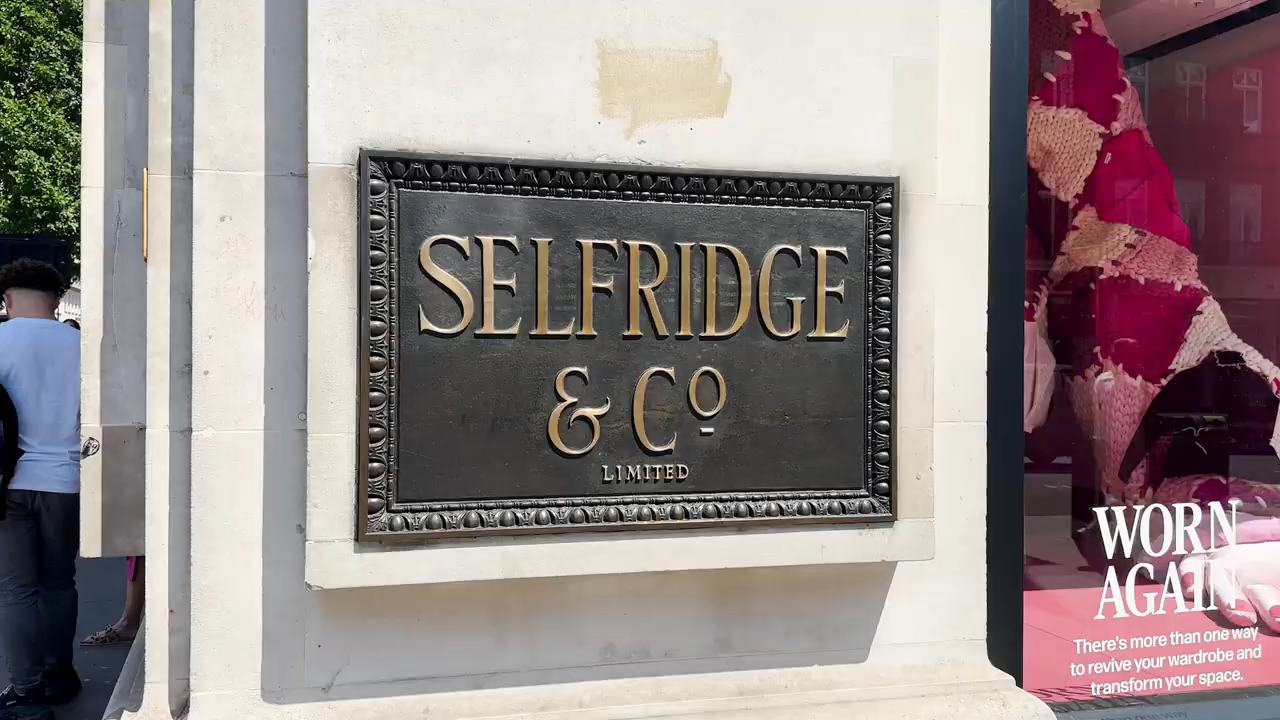 SELFRIDGE
& Cº
LIMITED
WORN
AGAIN
There's more than one way
to revive your wardrobe and
transform your space.